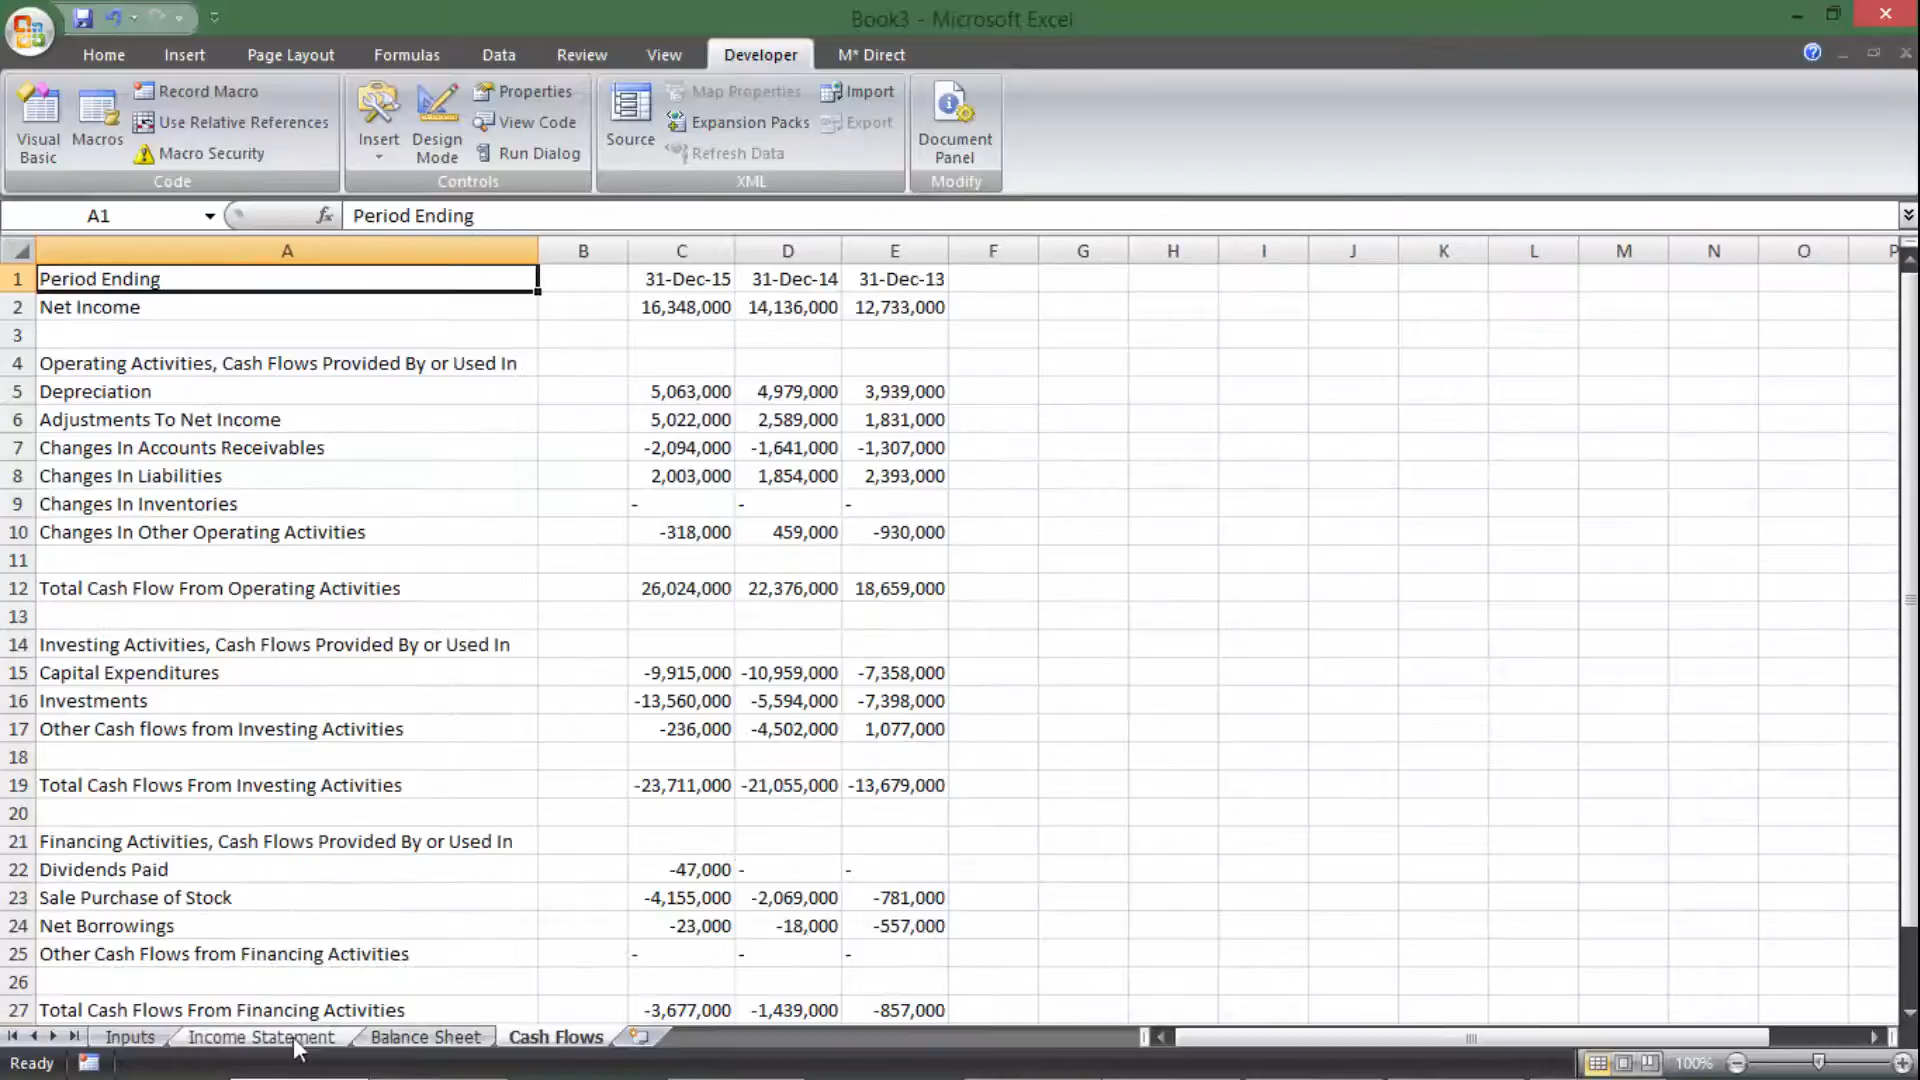 Book3 - Microsoft Excel
Home Insert Page Layout Formulas Data Review View Developer M* Direct
Visual Basic
Macros
Record Macro
Use Relative References
Macro Security
Code
Insert
Design Mode
Properties
View Code
Run Dialog
Controls
Source
Map Properties
Expansion Packs
Refresh Data
Import
Export
XML
Document Panel
Modify
A1 fx Period Ending
A B C D E F G H I J K L M N O P
1 Period Ending 31-Dec-15 31-Dec-14 31-Dec-13
2 Net Income 16,348,000 14,136,000 12,733,000
3
4 Operating Activities, Cash Flows Provided By or Used In
5 Depreciation 5,063,000 4,979,000 3,939,000
6 Adjustments To Net Income 5,022,000 2,589,000 1,831,000
7 Changes In Accounts Receivables -2,094,000 -1,641,000 -1,307,000
8 Changes In Liabilities 2,003,000 1,854,000 2,393,000
9 Changes In Inventories - - -
10 Changes In Other Operating Activities -318,000 459,000 -930,000
11
12 Total Cash Flow From Operating Activities 26,024,000 22,376,000 18,659,000
13
14 Investing Activities, Cash Flows Provided By or Used In
15 Capital Expenditures -9,915,000 -10,959,000 -7,358,000
16 Investments -13,560,000 -5,594,000 -7,398,000
17 Other Cash flows from Investing Activities -236,000 -4,502,000 1,077,000
18
19 Total Cash Flows From Investing Activities -23,711,000 -21,055,000 -13,679,000
20
21 Financing Activities, Cash Flows Provided By or Used In
22 Dividends Paid -47,000 - -
23 Sale Purchase of Stock -4,155,000 -2,069,000 -781,000
24 Net Borrowings -23,000 -18,000 -557,000
25 Other Cash Flows from Financing Activities - - -
26
27 Total Cash Flows From Financing Activities -3,677,000 -1,439,000 -857,000
Inputs Income Statement Balance Sheet Cash Flows
Ready 100%